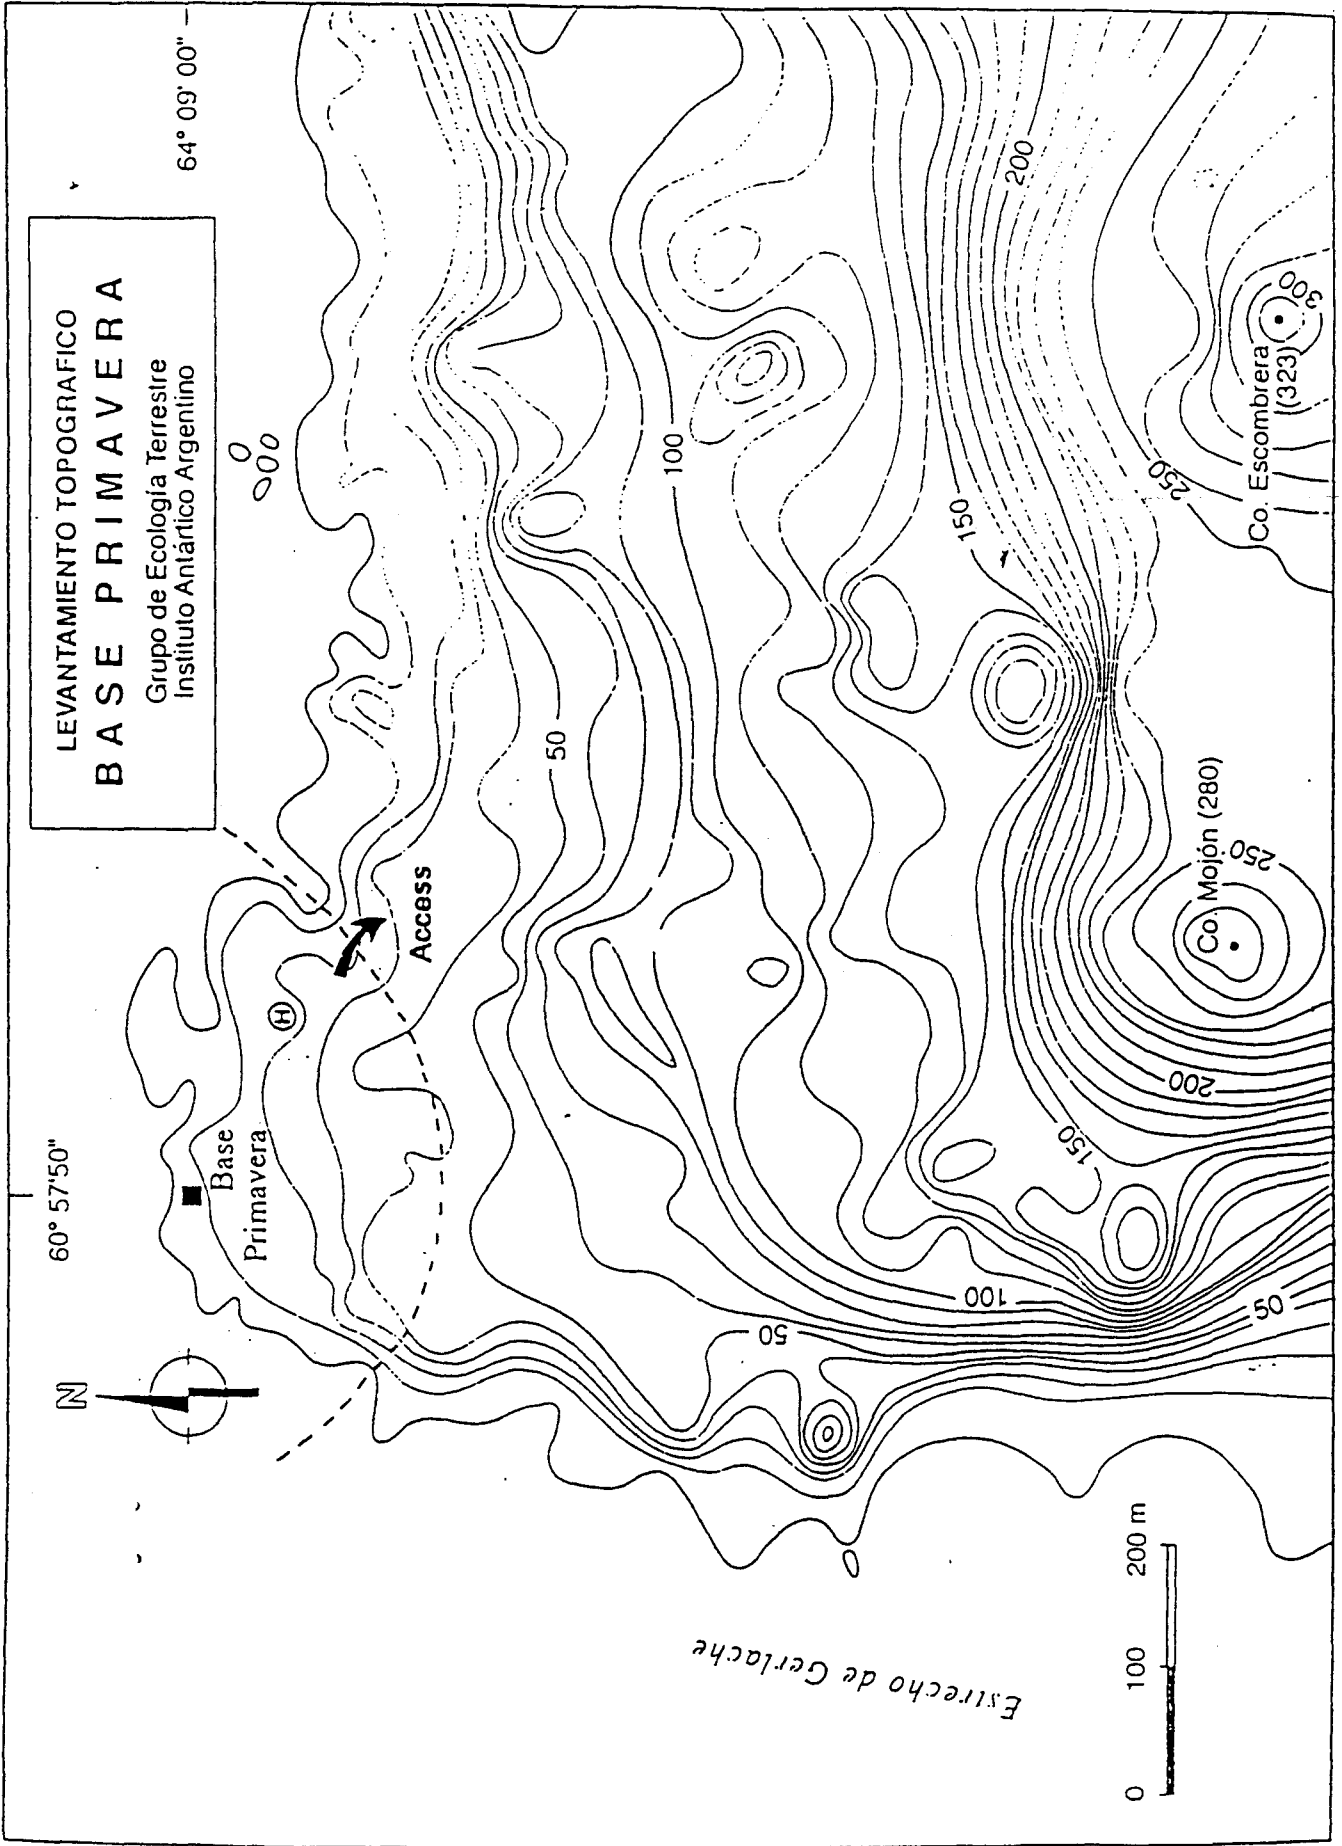 LEVANTAMIENTO TOPOGRAFICO
BASE PRIMAVERA
Grupo de Ecología Terrestre
Instituto Antártico Argentino
64° 09' 00"
60° 57'50"
N
Base
Primavera
H
Access
50
100
150
200
250
300
Co. Escombrera
(323)
Co. Mojón (280)
250
200
150
100
50
50
Estrecho de Gerlache
0 100 200 m